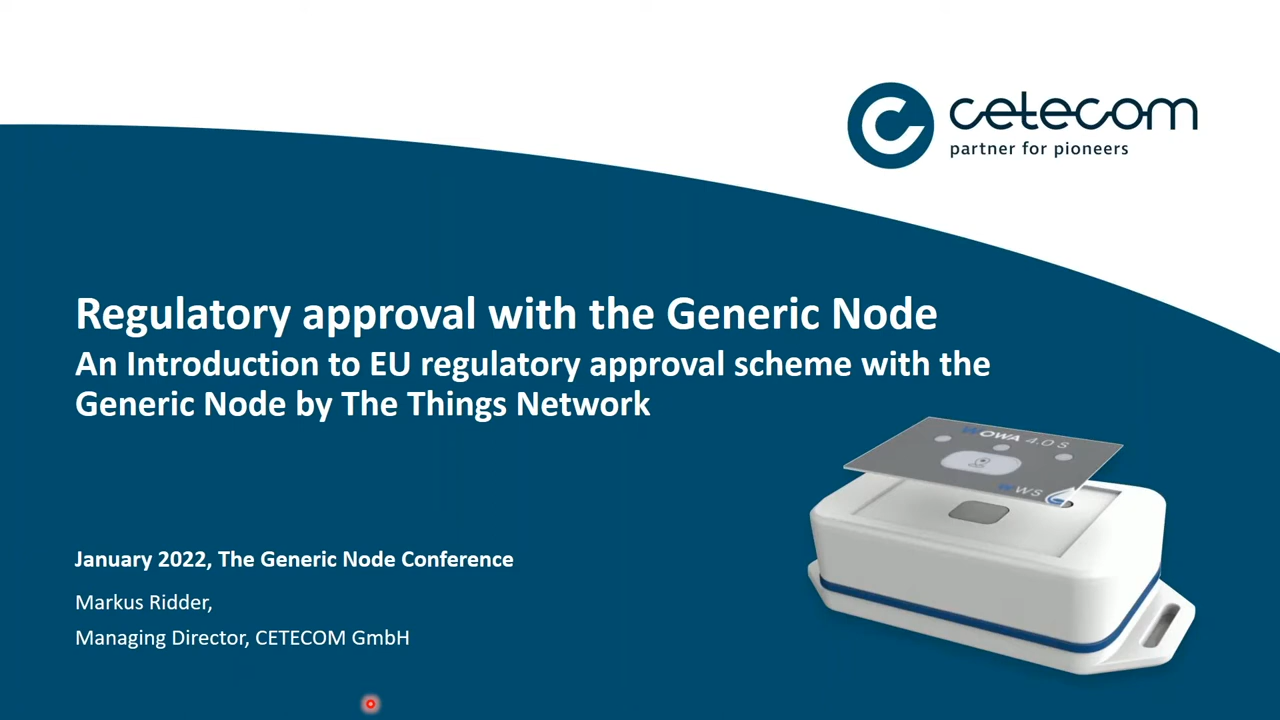 cetecom
partner for pioneers
Regulatory approval with the Generic Node
An Introduction to EU regulatory approval scheme with the
Generic Node by The Things Network
WOWA 4.0 S
WWS
January 2022, The Generic Node Conference
Markus Ridder,
Managing Director, CETECOM GmbH